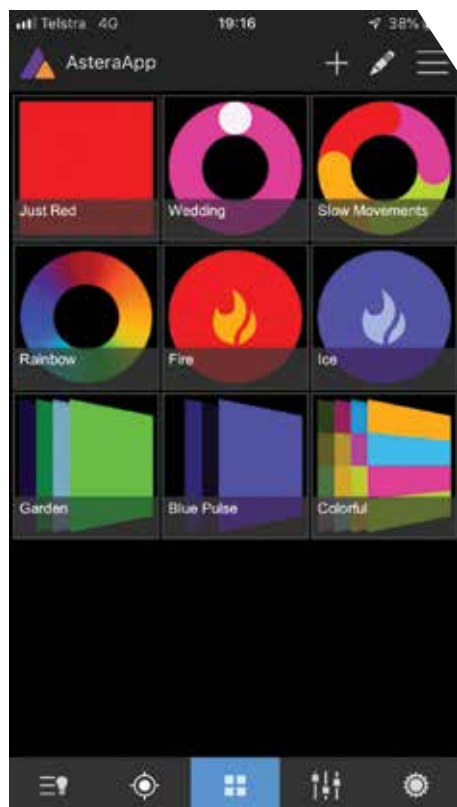 Telstra 4G 19:16 38%
AsteraApp
Just Red Wedding Slow Movements
Rainbow Fire Ice
Garden Blue Pulse Colorful